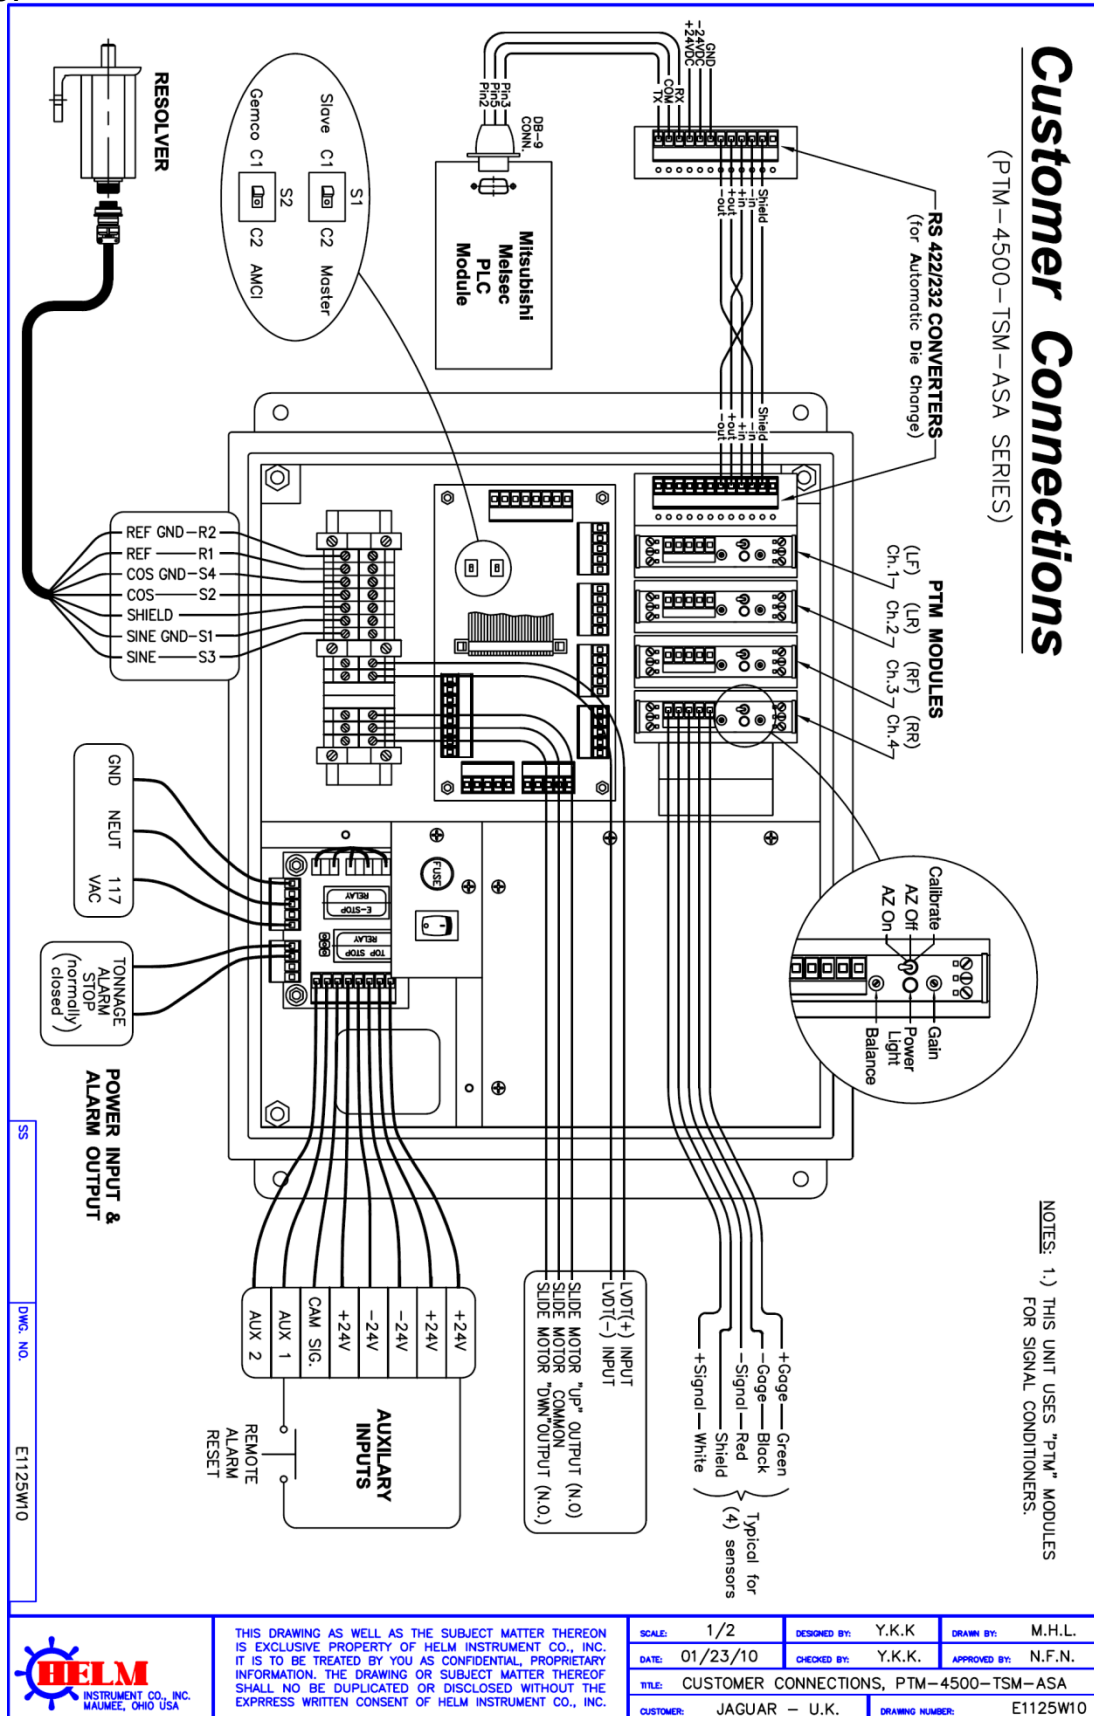 Customer Connections
(PTM-4500-TSM-ASA SERIES)
NOTES: 1.) THIS UNIT USES "PTM" MODULES
FOR SIGNAL CONDITIONERS.
RS 422/232 CONVERTERS
(for Automatic Die Change)
PTM MODULES
(LF)
Ch.1
(LR)
Ch.2
(RF)
Ch.3
(RR)
Ch.4
GND
-24VDC
+24VDC
RX
COM
TX
Pin3
Pin5
Pin2
DB-9
CONN.
Mitsubishi
Melsec
PLC
Module
Shield
-in
+in
+out
-out
Shield
-in
+in
+out
-out
S1
Slave C1
C2 Master
S2
Gemco C1
C2 AMCI
RESOLVER
REF GND-R2
REF R1
COS GND-S4
COS S2
SHIELD
SINE GND-S1
SINE S3
Calibrate
AZ Off
AZ On
Gain
Power
Light
Balance
+Gage Green
-Gage Black
-Signal Red
Shield
+Signal White
Typical for
(4) sensors
LVDT(+) INPUT
LVDT(-) INPUT
SLIDE MOTOR "UP" OUTPUT (N.O)
SLIDE MOTOR COMMON
SLIDE MOTOR "DWN"OUTPUT (N.O.)
FUSE
E-STOP
RELAY
TOP STOP
RELAY
GND
NEUT
117
VAC
TONNAGE
ALARM
STOP
(normally
closed)
POWER INPUT &
ALARM OUTPUT
+24V
+24V
-24V
-24V
+24V
CAM SIG.
AUX 1
AUX 2
AUXILARY
INPUTS
REMOTE
ALARM
RESET
SS
DWG. NO.
E1125W10
HELM
INSTRUMENT CO., INC.
MAUMEE, OHIO USA
THIS DRAWING AS WELL AS THE SUBJECT MATTER THEREON
IS EXCLUSIVE PROPERTY OF HELM INSTRUMENT CO., INC.
IT IS TO BE TREATED BY YOU AS CONFIDENTIAL, PROPRIETARY
INFORMATION. THE DRAWING OR SUBJECT MATTER THEREOF
SHALL NO BE DUPLICATED OR DISCLOSED WITHOUT THE
EXPRRESS WRITTEN CONSENT OF HELM INSTRUMENT CO., INC.
SCALE: 1/2
DESIGNED BY: Y.K.K
DRAWN BY: M.H.L.
DATE: 01/23/10
CHECKED BY: Y.K.K.
APPROVED BY: N.F.N.
TITLE: CUSTOMER CONNECTIONS, PTM-4500-TSM-ASA
CUSTOMER: JAGUAR - U.K.
DRAWING NUMBER: E1125W10